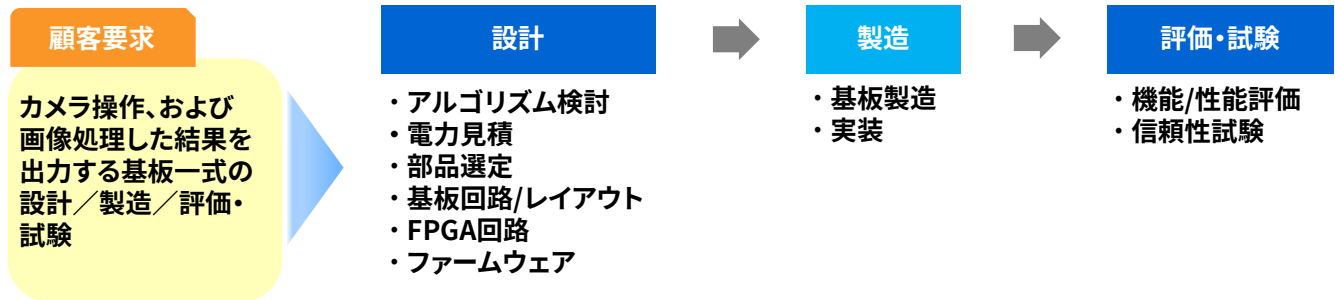 顧客要求
カメラ操作、および
画像処理した結果を
出力する基板一式の
設計／製造／評価・
試験
設計
・アルゴリズム検討
・電力見積
・部品選定
・基板回路/レイアウト
・FPGA回路
・ファームウェア
製造
・基板製造
・実装
評価・試験
・機能/性能評価
・信頼性試験